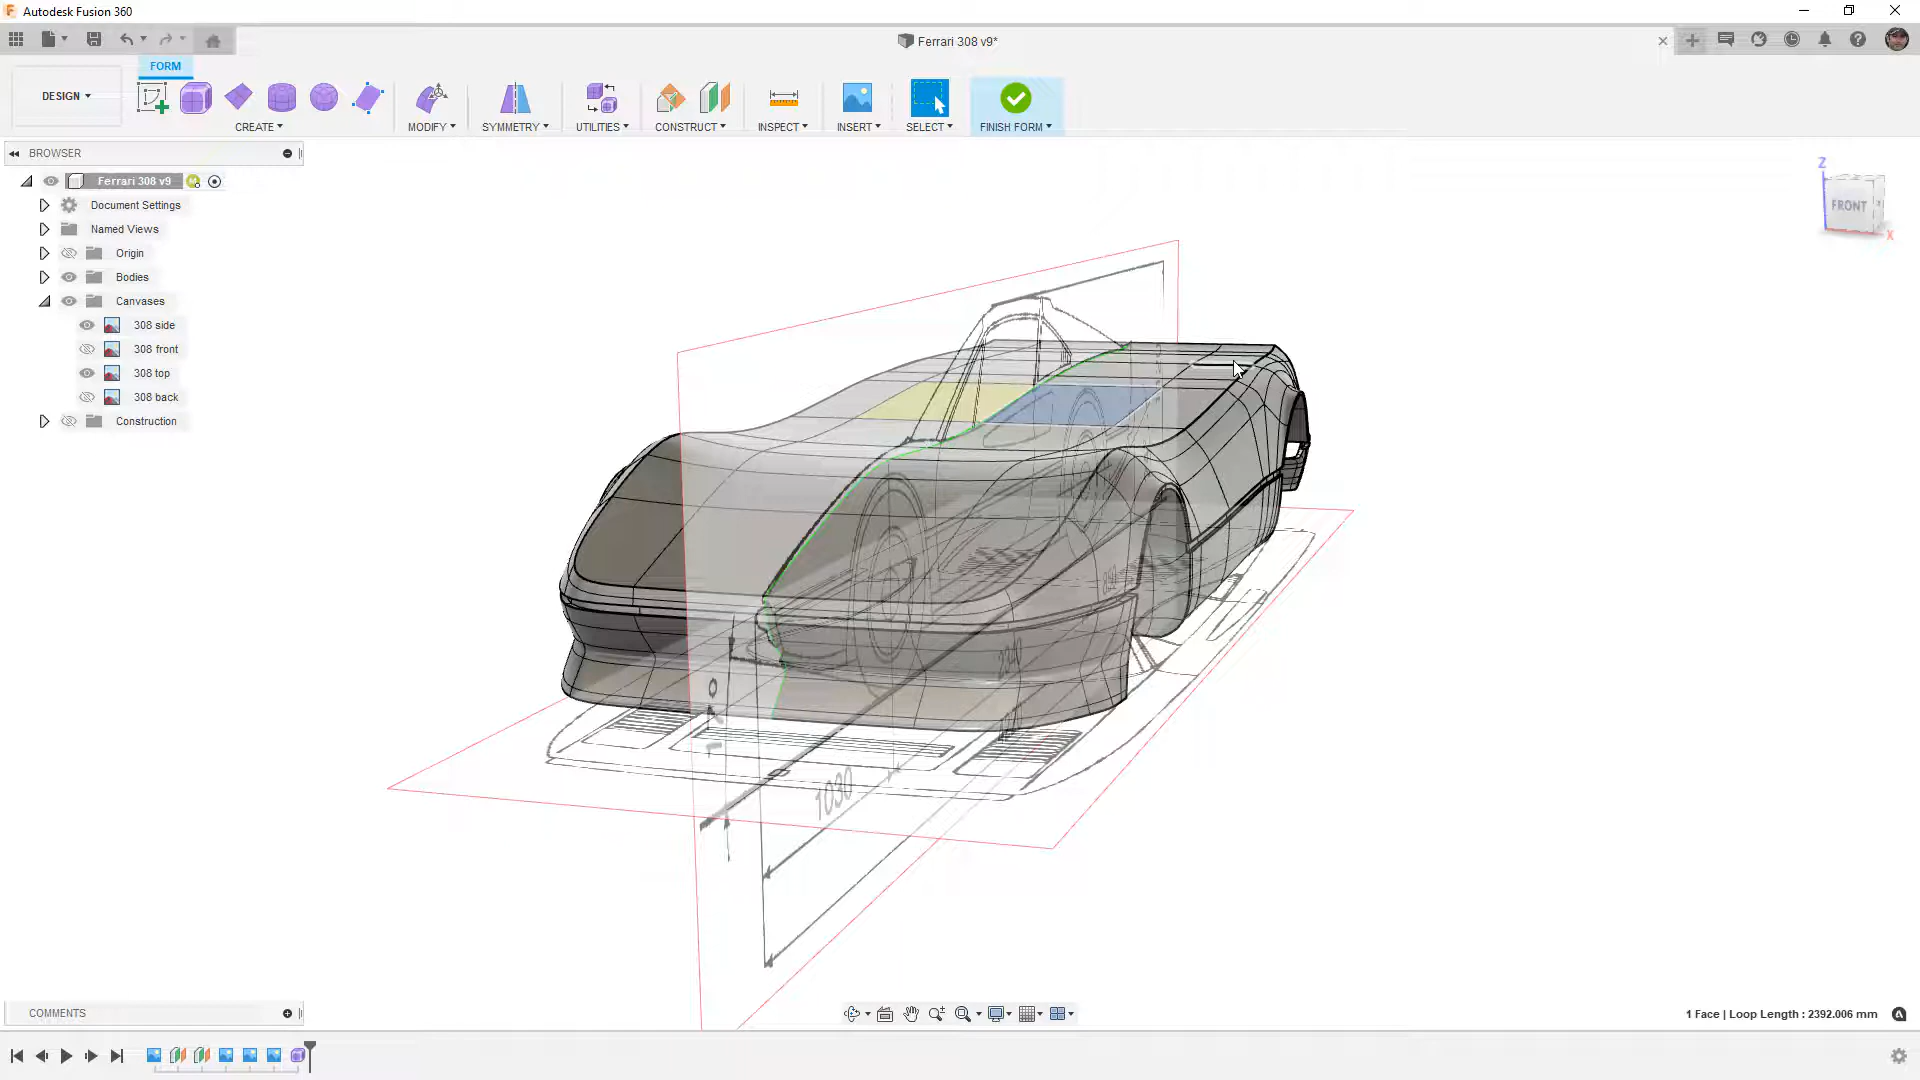 Autodesk Fusion 360
Ferrari 308 v9*
FORM
DESIGN
CREATE
MODIFY
SYMMETRY
UTILITIES
CONSTRUCT
INSPECT
INSERT
SELECT
FINISH FORM
BROWSER
Ferrari 308 v9
Document Settings
Named Views
Origin
Bodies
Canvases
308 side
308 front
308 top
308 back
Construction
Z
FRONT
X
1030
COMMENTS
1 Face | Loop Length : 2392.006 mm